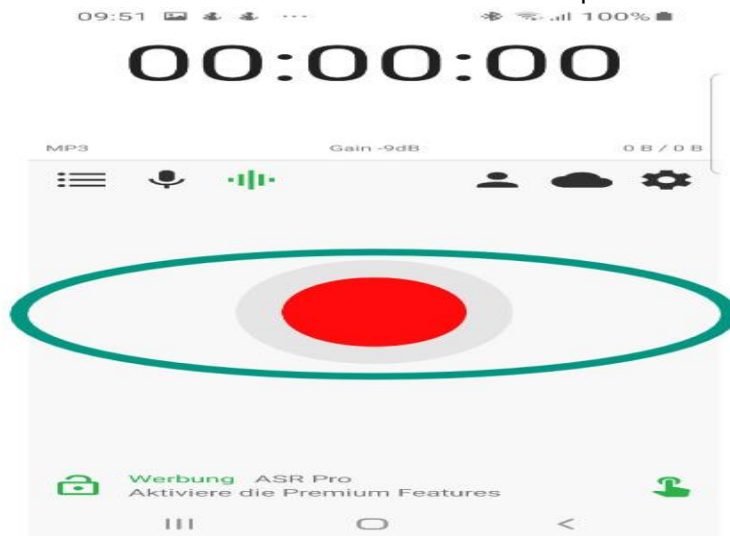 09:51 100%
00:00:00
MP3 Gain -9dB 0 B / 0 B
Werbung ASR Pro
Aktiviere die Premium Features